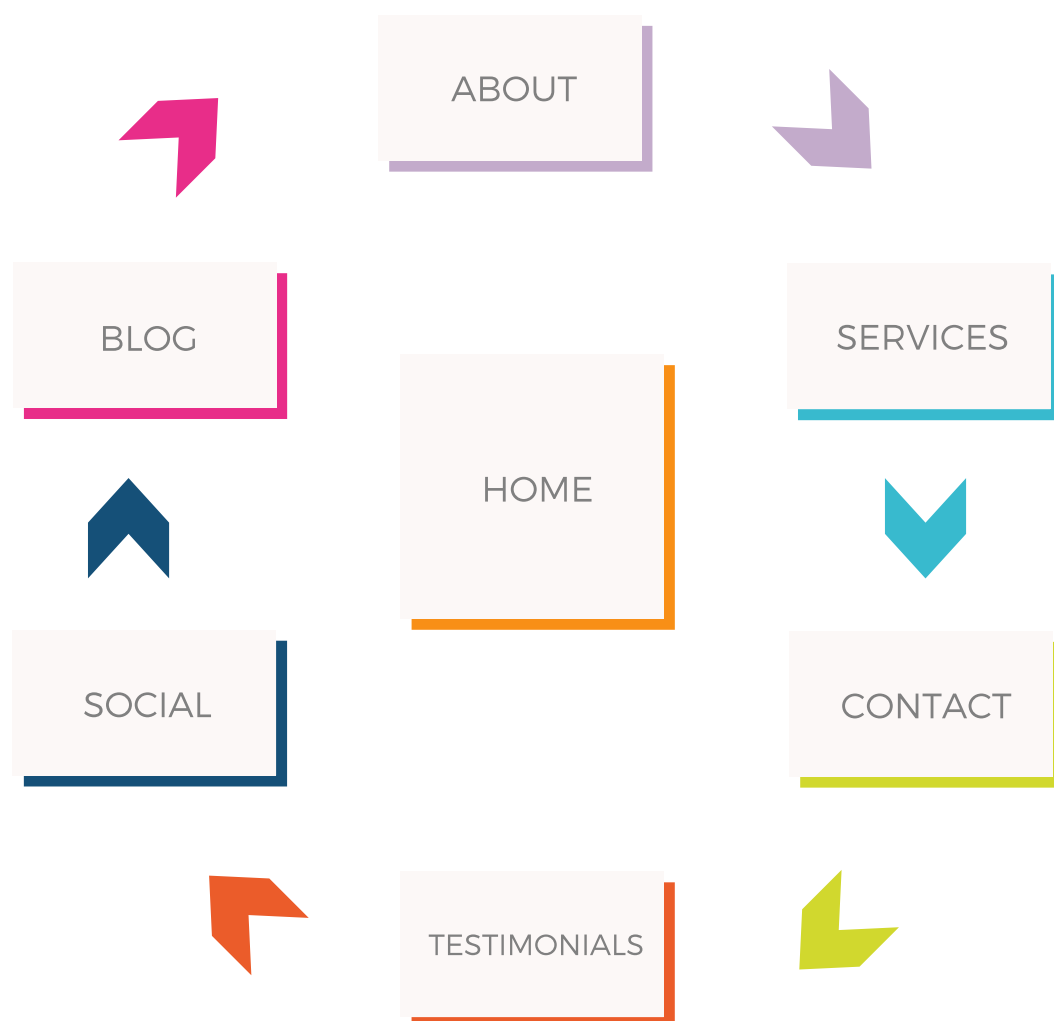 ABOUT
BLOG
SERVICES
HOME
SOCIAL
CONTACT
TESTIMONIALS